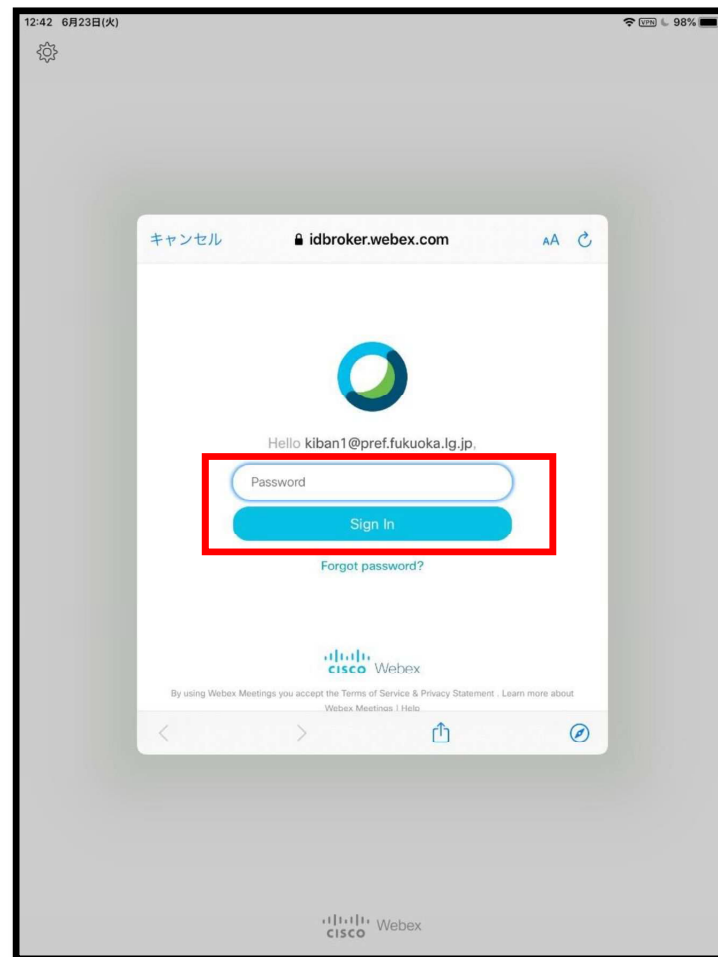 12:42 6月23日(火) VPN 98%
キャンセル idbroker.webex.com AA
Hello kiban1@pref.fukuoka.lg.jp.
Password
Sign In
Forgot password?
CISCO Webex
By using Webex Meetings you accept the Terms of Service & Privacy Statement . Learn more about
Webex Meetings | Help
CISCO Webex